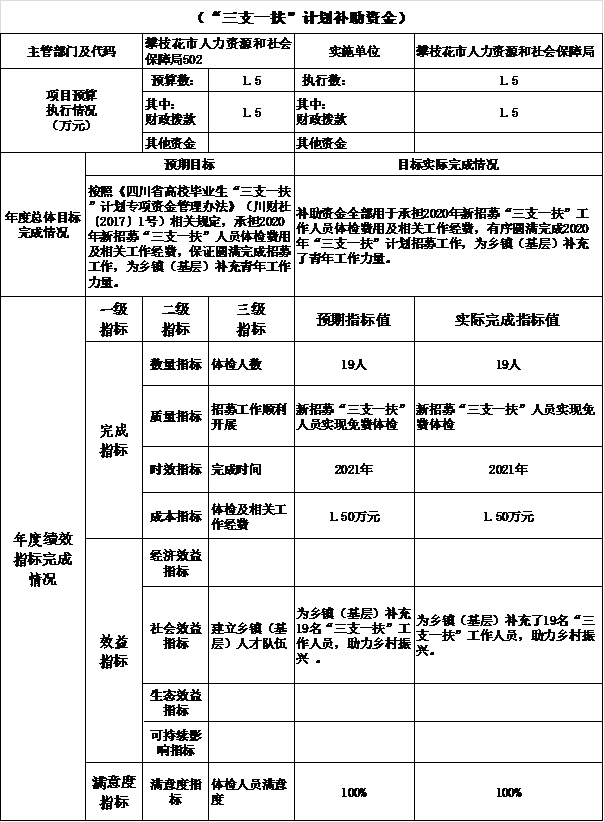 （“三支一扶”计划补助资金）
主管部门及代码
攀枝花市人力资源和社会
保障局502
实施单位
攀枝花市人力资源和社会保障局
项目预算
执行情况
（万元）
预算数：
1.5
执行数：
1.5
其中：
财政拨款
1.5
其中：
财政拨款
1.5
其他资金
其他资金
年度总体目标
完成情况
预期目标
目标实际完成情况
按照《四川省高校毕业生“三支一扶
”计划专项资金管理办法》（川财社
〔2017〕1号）相关规定，承担2020
年新招募“三支一扶”人员体检费用
及相关工作经费，保证圆满完成招募
工作，为乡镇（基层）补充青年工作
力量。
补助资金全部用于承担2020年新招募“三支一扶”工
作人员体检费用及相关工作经费，有序圆满完成2020
年“三支一扶”计划招募工作，为乡镇（基层）补充
了青年工作力量。
年度绩效
指标完成
情况
一级
指标
二级
指标
三级
指标
预期指标值
实际完成指标值
完成
指标
数量指标
体检人数
19人
19人
质量指标
招募工作顺利
开展
新招募“三支一扶”
人员实现免费体检
新招募“三支一扶”人员实现免
费体检
时效指标
完成时间
2021年
2021年
成本指标
体检及相关工
作经费
1.50万元
1.50万元
效益
指标
经济效益
指标
社会效益
指标
建立乡镇（基
层）人才队伍
为乡镇（基层）补充
19名“三支一扶”工
作人员，助力乡村振
兴 。
为乡镇（基层）补充了19名“三
支一扶”工作人员，助力乡村振
兴。
生态效益
指标
可持续影
响指标
满意度
指标
满意度指
标
体检人员满意
度
100%
100%